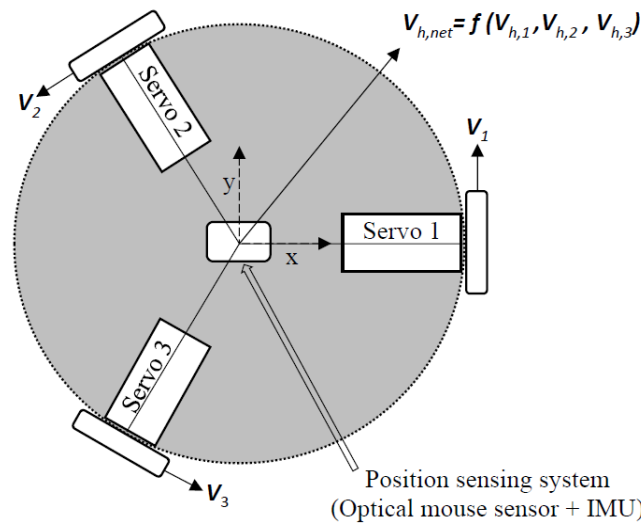 V_h,net = f (V_h,1 , V_h,2 , V_h,3)
V_2
Servo 2
V_1
y
Servo 1
x
Servo 3
V_3
Position sensing system
(Optical mouse sensor + IMU)